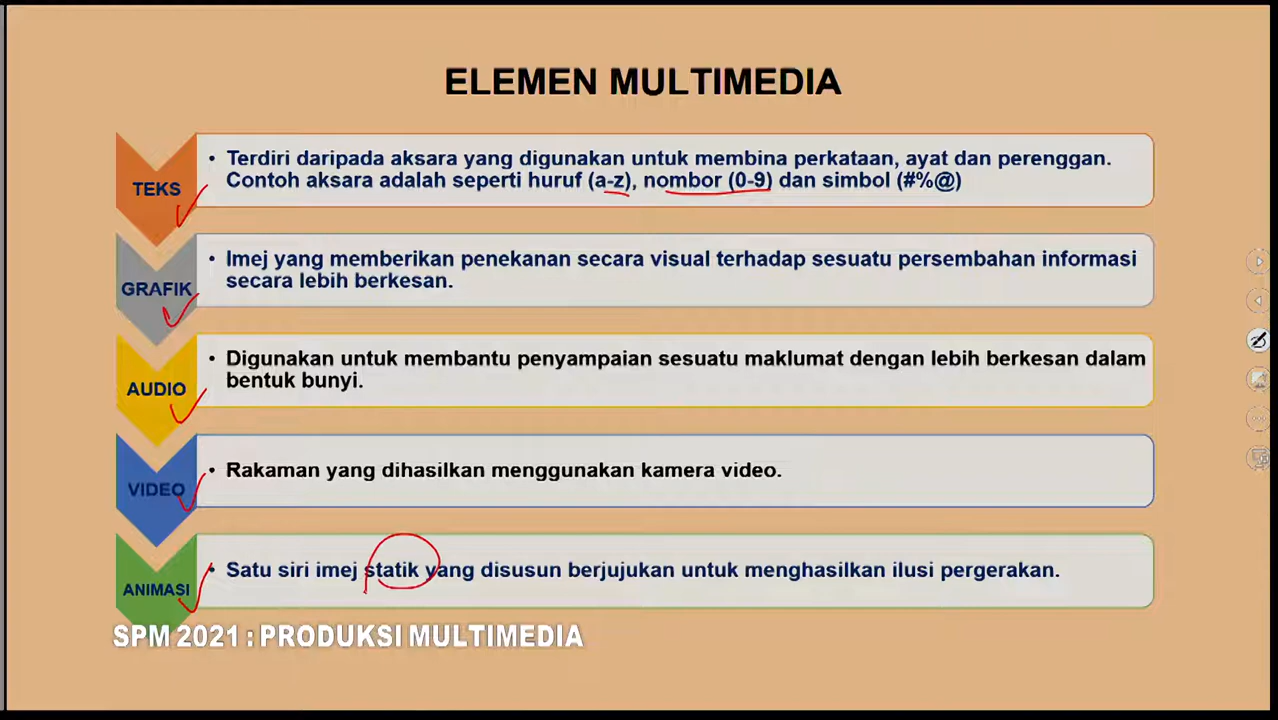 ELEMEN MULTIMEDIA
TEKS
• Terdiri daripada aksara yang digunakan untuk membina perkataan, ayat dan perenggan.
Contoh aksara adalah seperti huruf (a-z), nombor (0-9) dan simbol (#%@)
GRAFIK
• Imej yang memberikan penekanan secara visual terhadap sesuatu persembahan informasi
secara lebih berkesan.
AUDIO
• Digunakan untuk membantu penyampaian sesuatu maklumat dengan lebih berkesan dalam
bentuk bunyi.
VIDEO
• Rakaman yang dihasilkan menggunakan kamera video.
ANIMASI
• Satu siri imej statik yang disusun berjujukan untuk menghasilkan ilusi pergerakan.
SPM 2021 : PRODUKSI MULTIMEDIA